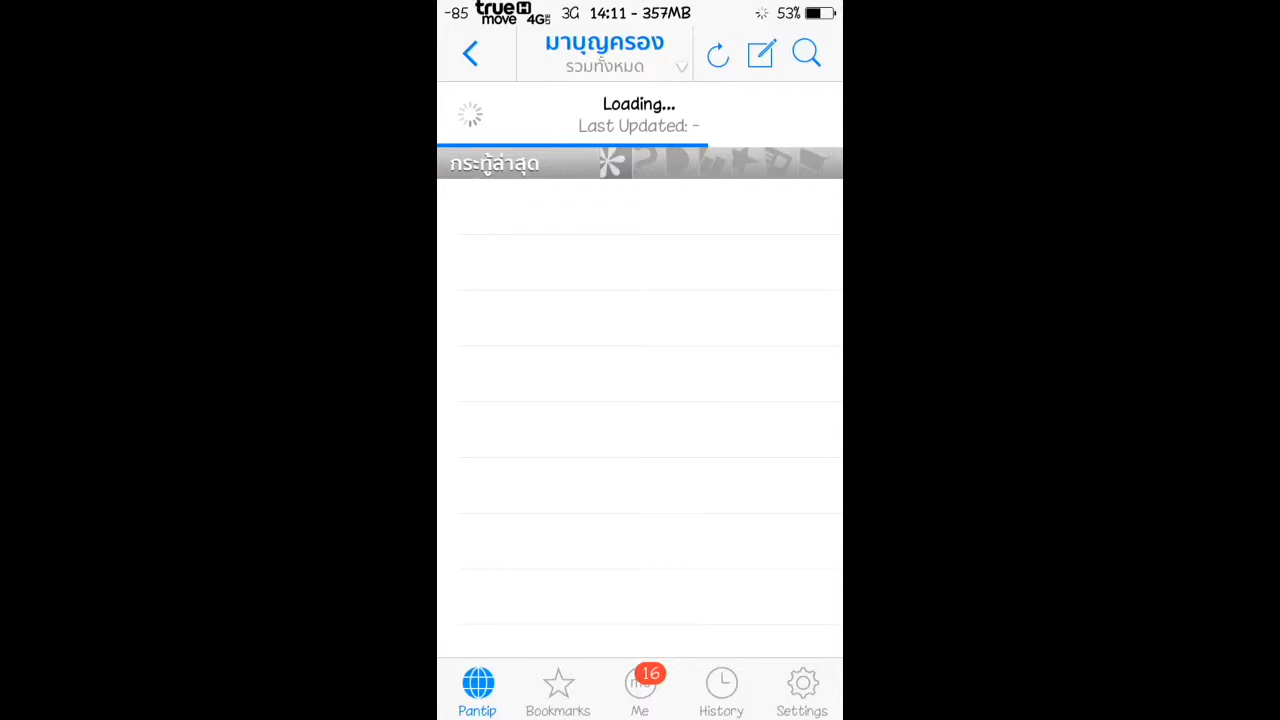 -85 true move H 4G 3G 14:11 - 357MB 53%
มาบุญครอง
รวมทั้งหมด
Loading...
Last Updated: -
กระทู้ล่าสุด
16
Pantip Bookmarks Me History Settings